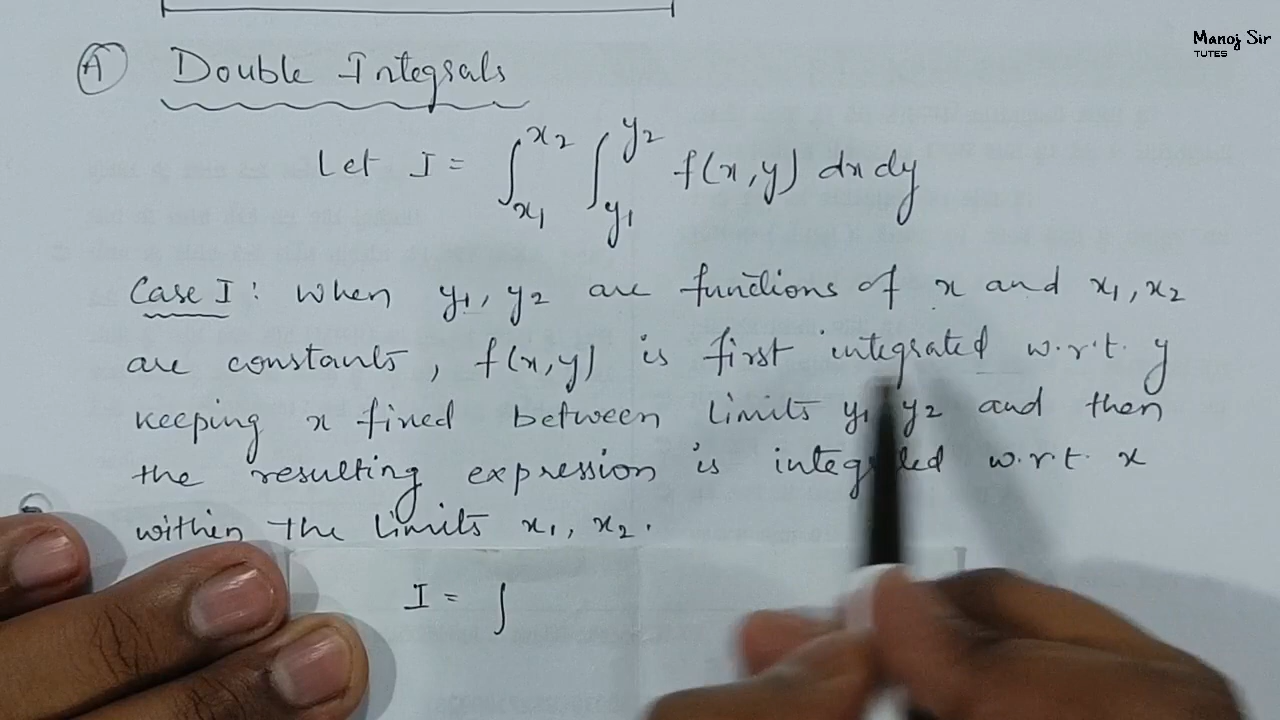 Manoj Sir
TUTES
A Double Integrals
Let I = ∫_{x1}^{x2} ∫_{y1}^{y2} f(x,y) dx dy
Case I : When y1, y2 are functions of x and x1, x2
are constants, f(x,y) is first integrated w.r.t. y
keeping x fixed between limits y1, y2 and then
the resulting expression is integrated w.r.t. x
within the limits x1, x2.
I = ∫